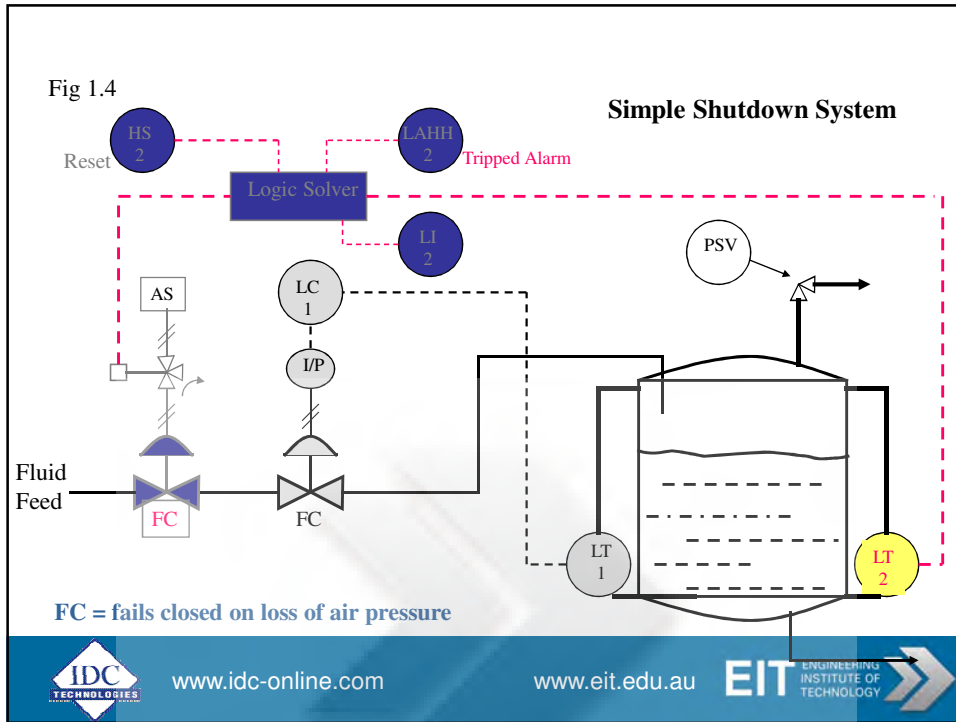 Fig 1.4
Simple Shutdown System
HS
2
LAHH
2
Reset
Tripped Alarm
Logic Solver
LI
2
PSV
AS
LC
1
I/P
Fluid
Feed
FC
FC
LT
1
LT
2
FC = fails closed on loss of air pressure
IDC
TECHNOLOGIES
www.idc-online.com
www.eit.edu.au
EIT
ENGINEERING
INSTITUTE OF
TECHNOLOGY